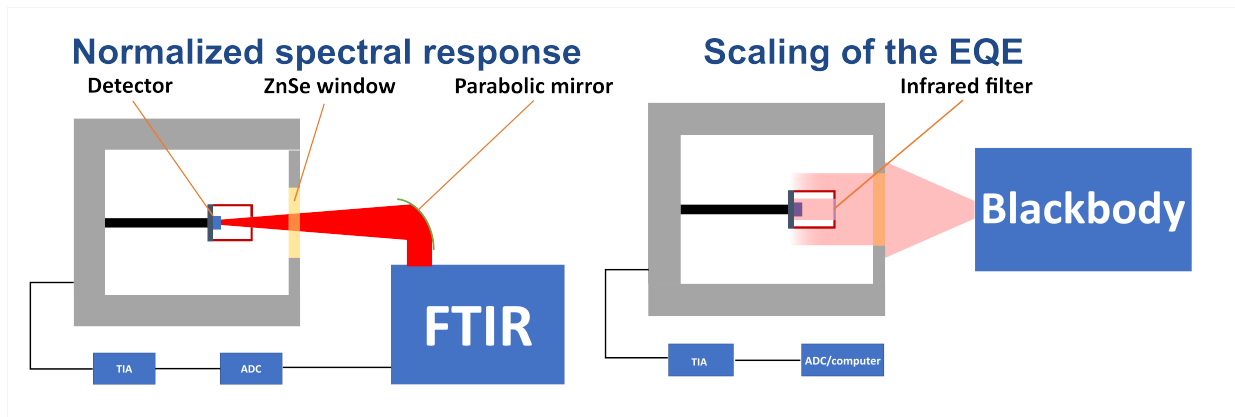 Normalized spectral response
Detector
ZnSe window
Parabolic mirror
FTIR
TIA
ADC
Scaling of the EQE
Infrared filter
Blackbody
TIA
ADC/computer